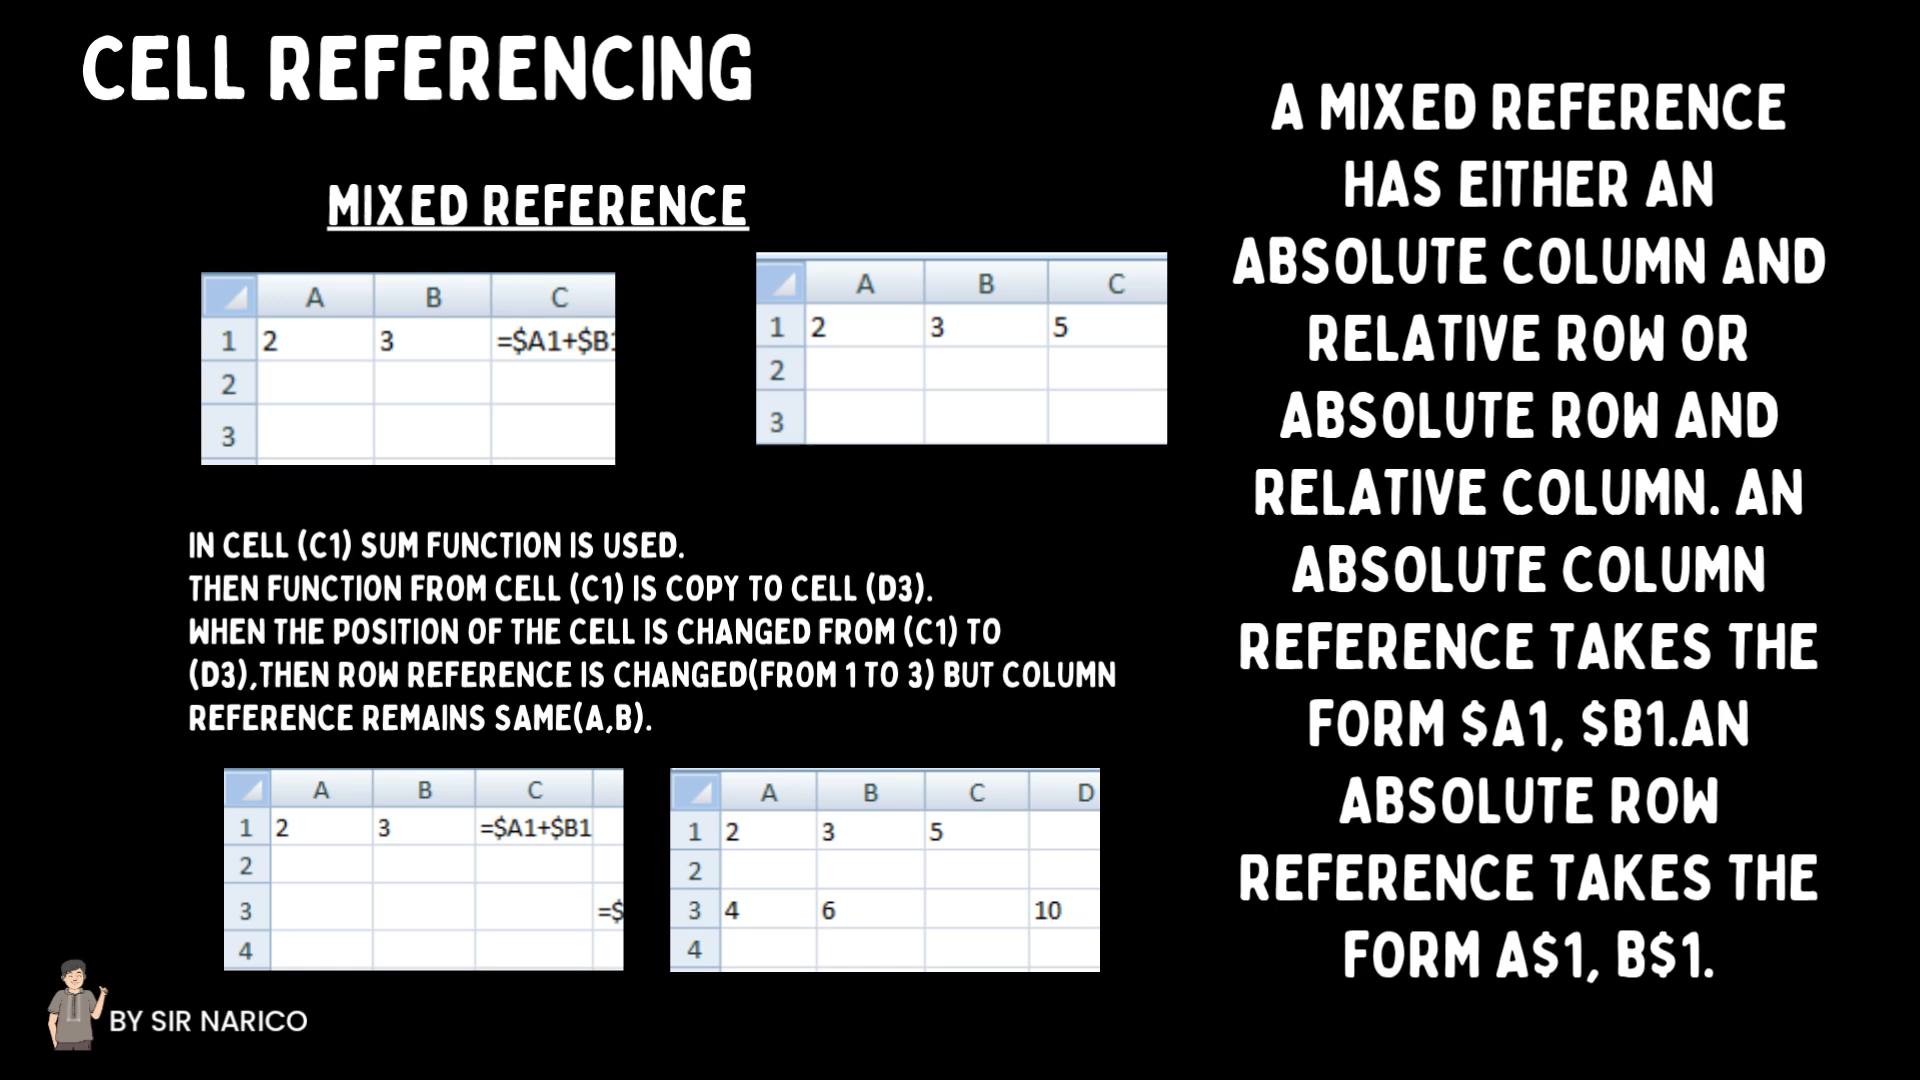 CELL REFERENCING
MIXED REFERENCE
A B C
1 2 3 =$A1+$B1
2
3
A B C
1 2 3 5
2
3
IN CELL (C1) SUM FUNCTION IS USED.
THEN FUNCTION FROM CELL (C1) IS COPY TO CELL (D3).
WHEN THE POSITION OF THE CELL IS CHANGED FROM (C1) TO
(D3),THEN ROW REFERENCE IS CHANGED(FROM 1 TO 3) BUT COLUMN
REFERENCE REMAINS SAME(A,B).
A B C
1 2 3 =$A1+$B1
2
3 =$
4
A B C D
1 2 3 5
2
3 4 6 10
4
A MIXED REFERENCE
HAS EITHER AN
ABSOLUTE COLUMN AND
RELATIVE ROW OR
ABSOLUTE ROW AND
RELATIVE COLUMN. AN
ABSOLUTE COLUMN
REFERENCE TAKES THE
FORM $A1, $B1.AN
ABSOLUTE ROW
REFERENCE TAKES THE
FORM A$1, B$1.
BY SIR NARICO